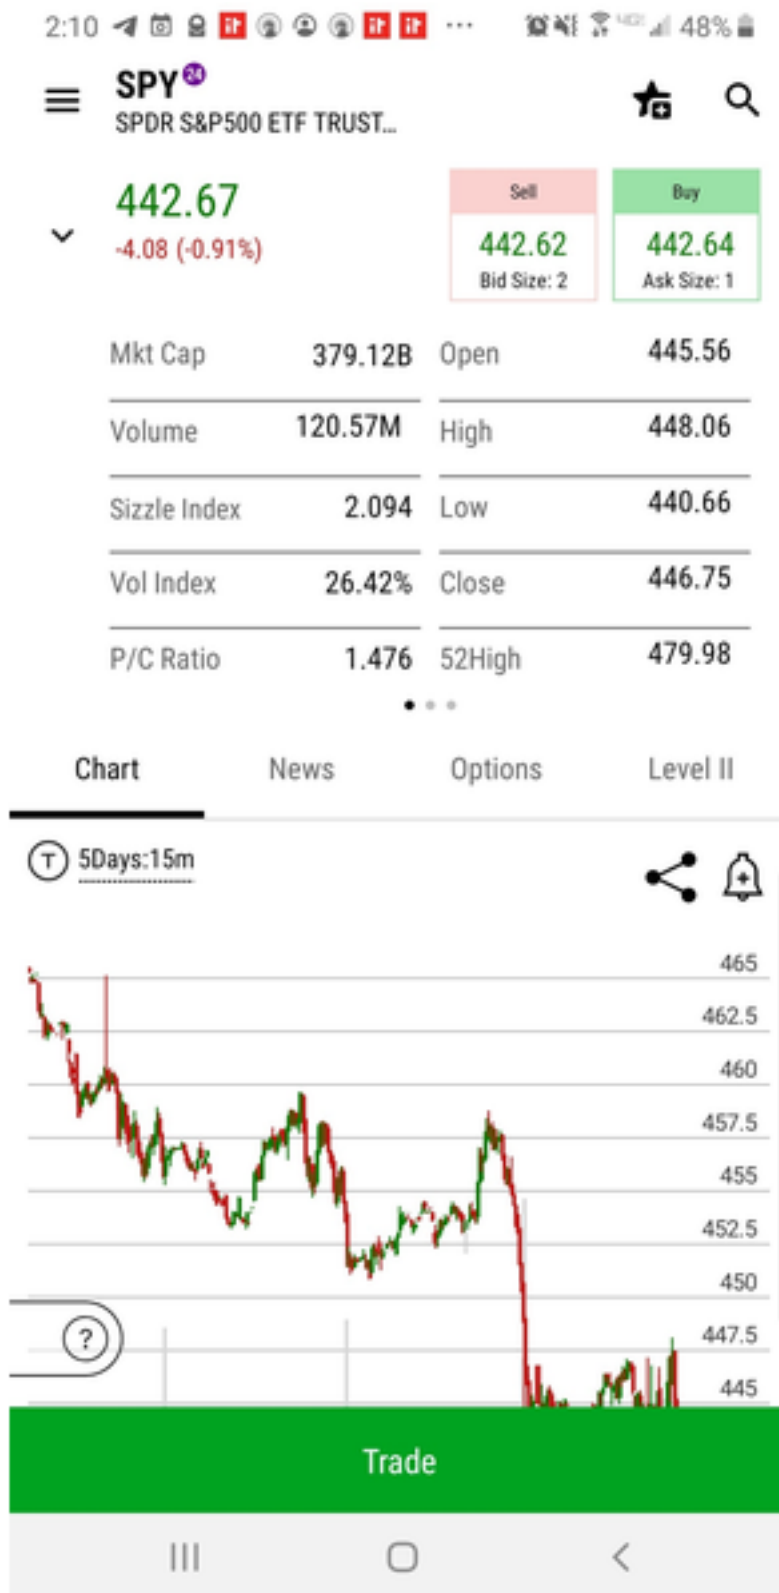 2:10 48%
SPY 24
SPDR S&P500 ETF TRUST...
442.67
-4.08 (-0.91%)
Sell
442.62
Bid Size: 2
Buy
442.64
Ask Size: 1
Mkt Cap 379.12B Open 445.56
Volume 120.57M High 448.06
Sizzle Index 2.094 Low 440.66
Vol Index 26.42% Close 446.75
P/C Ratio 1.476 52High 479.98
Chart News Options Level II
T 5Days:15m
465
462.5
460
457.5
455
452.5
450
447.5
445
?
Trade